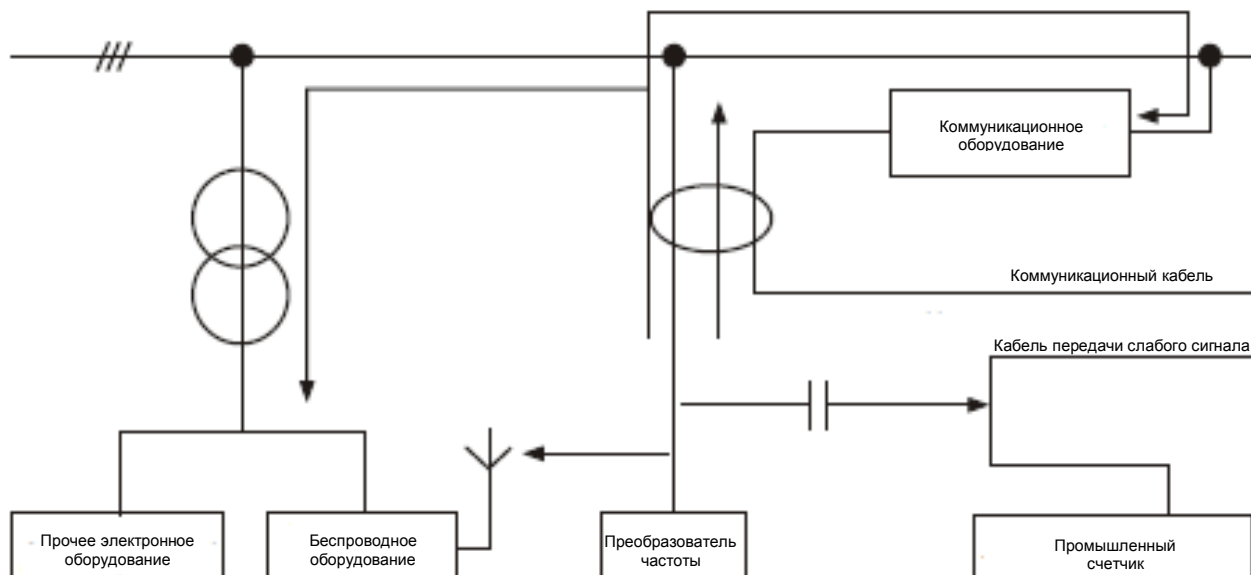 Коммуникационное
оборудование
Коммуникационный кабель
Кабель передачи слабого сигнала
Прочее электронное
оборудование
Беспроводное
оборудование
Преобразователь
частоты
Промышленный
счетчик